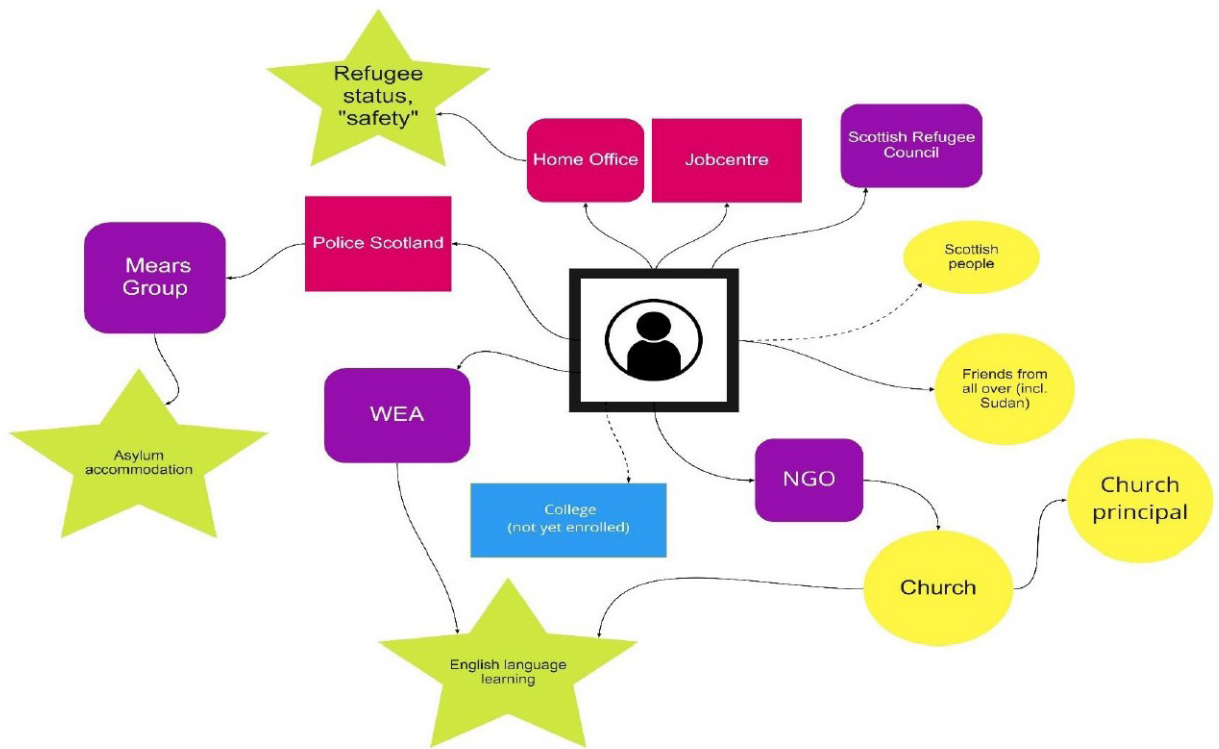 Refugee
status,
"safety"
Home Office
Jobcentre
Scottish Refugee
Council
Police Scotland
Mears
Group
Scottish
people
Friends from
all over (incl.
Sudan)
WEA
Asylum
accommodation
NGO
College
(not yet enrolled)
Church
principal
Church
English language
learning